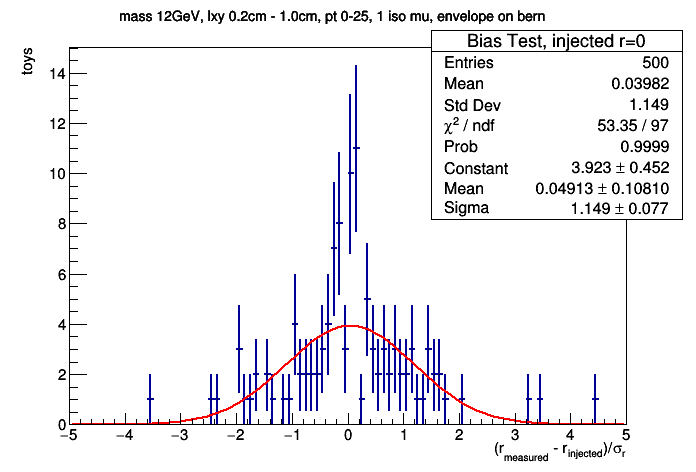 mass 12GeV, lxy 0.2cm - 1.0cm, pt 0-25, 1 iso mu, envelope on bern
Bias Test, injected r=0
Entries 500
Mean 0.03982
Std Dev 1.149
χ² / ndf 53.35 / 97
Prob 0.9999
Constant 3.923 ± 0.452
Mean 0.04913 ± 0.10810
Sigma 1.149 ± 0.077
toys
14
12
10
8
6
4
2
0
−5 −4 −3 −2 −1 0 1 2 3 4 5
(r_measured - r_injected)/σ_r